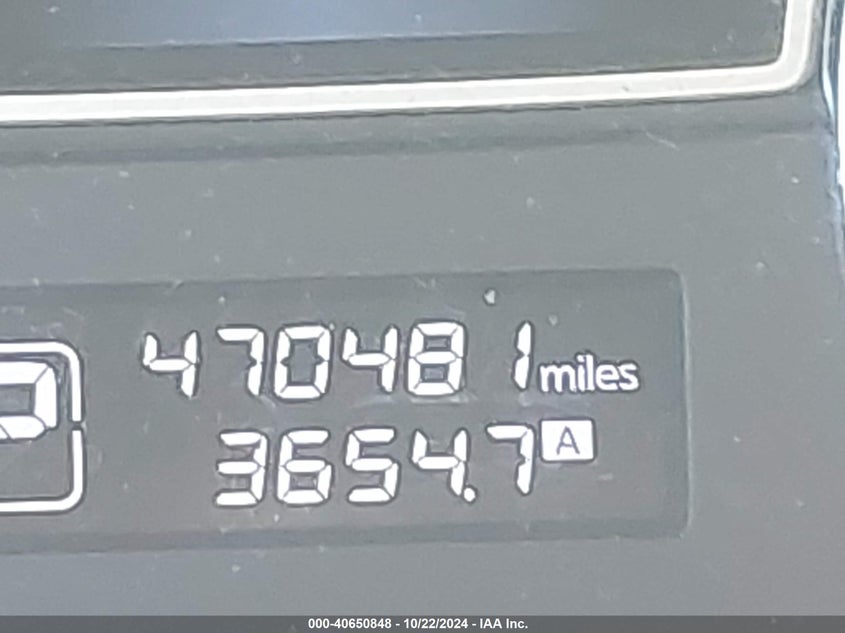 470481 miles
3654.7 A
P
000-40650848 - 10/22/2024 - IAA Inc.